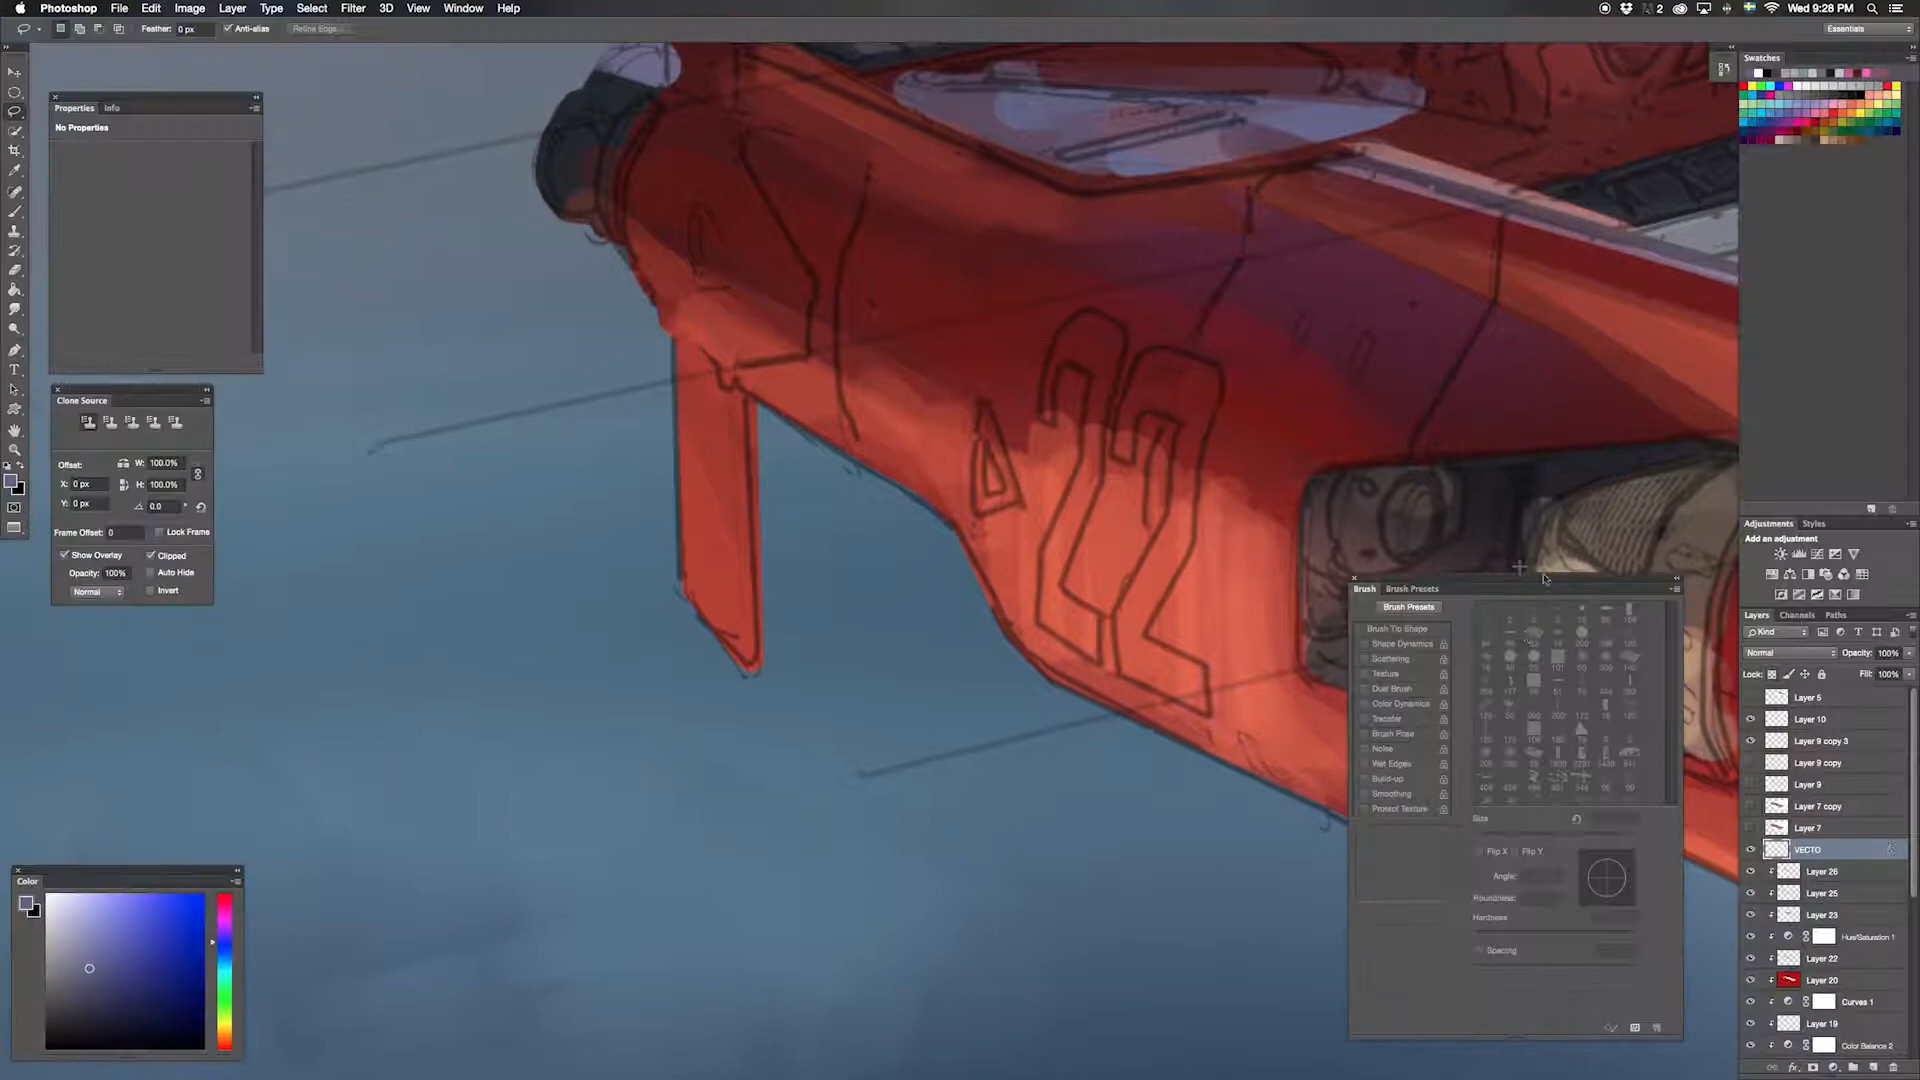 Photoshop File Edit Image Layer Type Select Filter 3D View Window Help
2 Wed 9:28 PM
Feather: 0 px Anti-alias Refine Edge... Essentials
Swatches
Properties Info
No Properties
Clone Source
Offset: W: 100.0%
X: 0 px H: 100.0%
Y: 0 px 0.0 °
Frame Offset: 0 Lock Frame
Show Overlay Clipped
Opacity: 100% Auto Hide
Normal Invert
Color
Brush Brush Presets
Brush Presets
Brush Tip Shape
Shape Dynamics
Scattering
Texture
Dual Brush
Color Dynamics
Transfer
Brush Pose
Noise
Wet Edges
Build-up
Smoothing
Protect Texture
Size
Flip X Flip Y
Angle:
Roundness:
Hardness
Spacing
Adjustments Styles
Add an adjustment
Layers Channels Paths
Kind
Normal Opacity: 100%
Lock: Fill: 100%
Layer 5
Layer 10
Layer 9 copy 3
Layer 9 copy
Layer 9
Layer 7 copy
Layer 7
VECTO
Layer 26
Layer 25
Layer 23
Hue/Saturation 1
Layer 22
Layer 20
Curves 1
Layer 19
Color Balance 2